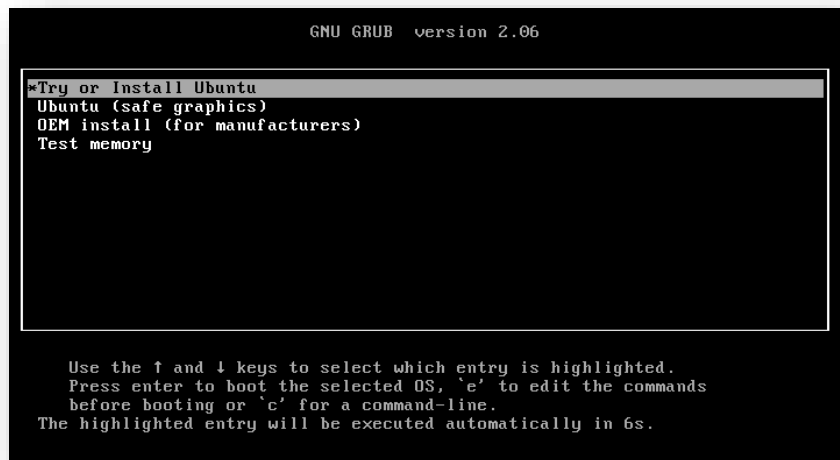 GNU GRUB version 2.06
*Try or Install Ubuntu
Ubuntu (safe graphics)
OEM install (for manufacturers)
Test memory
Use the ↑ and ↓ keys to select which entry is highlighted.
Press enter to boot the selected OS, `e' to edit the commands
before booting or `c' for a command-line.
The highlighted entry will be executed automatically in 6s.